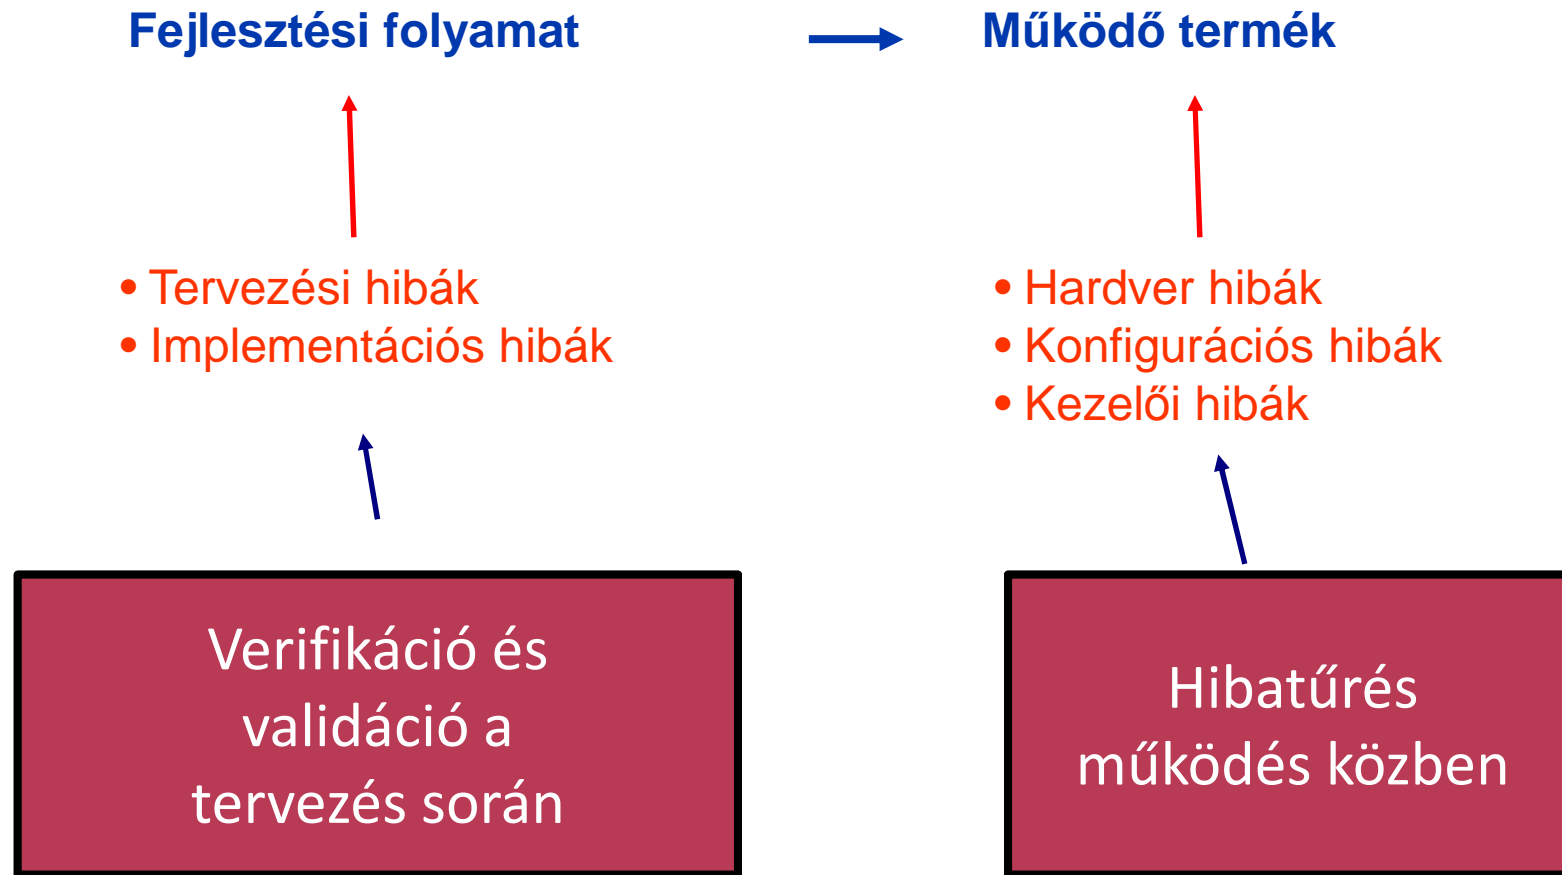 Fejlesztési folyamat
Működő termék
• Tervezési hibák
• Implementációs hibák
• Hardver hibák
• Konfigurációs hibák
• Kezelői hibák
Verifikáció és
validáció a
tervezés során
Hibatűrés
működés közben